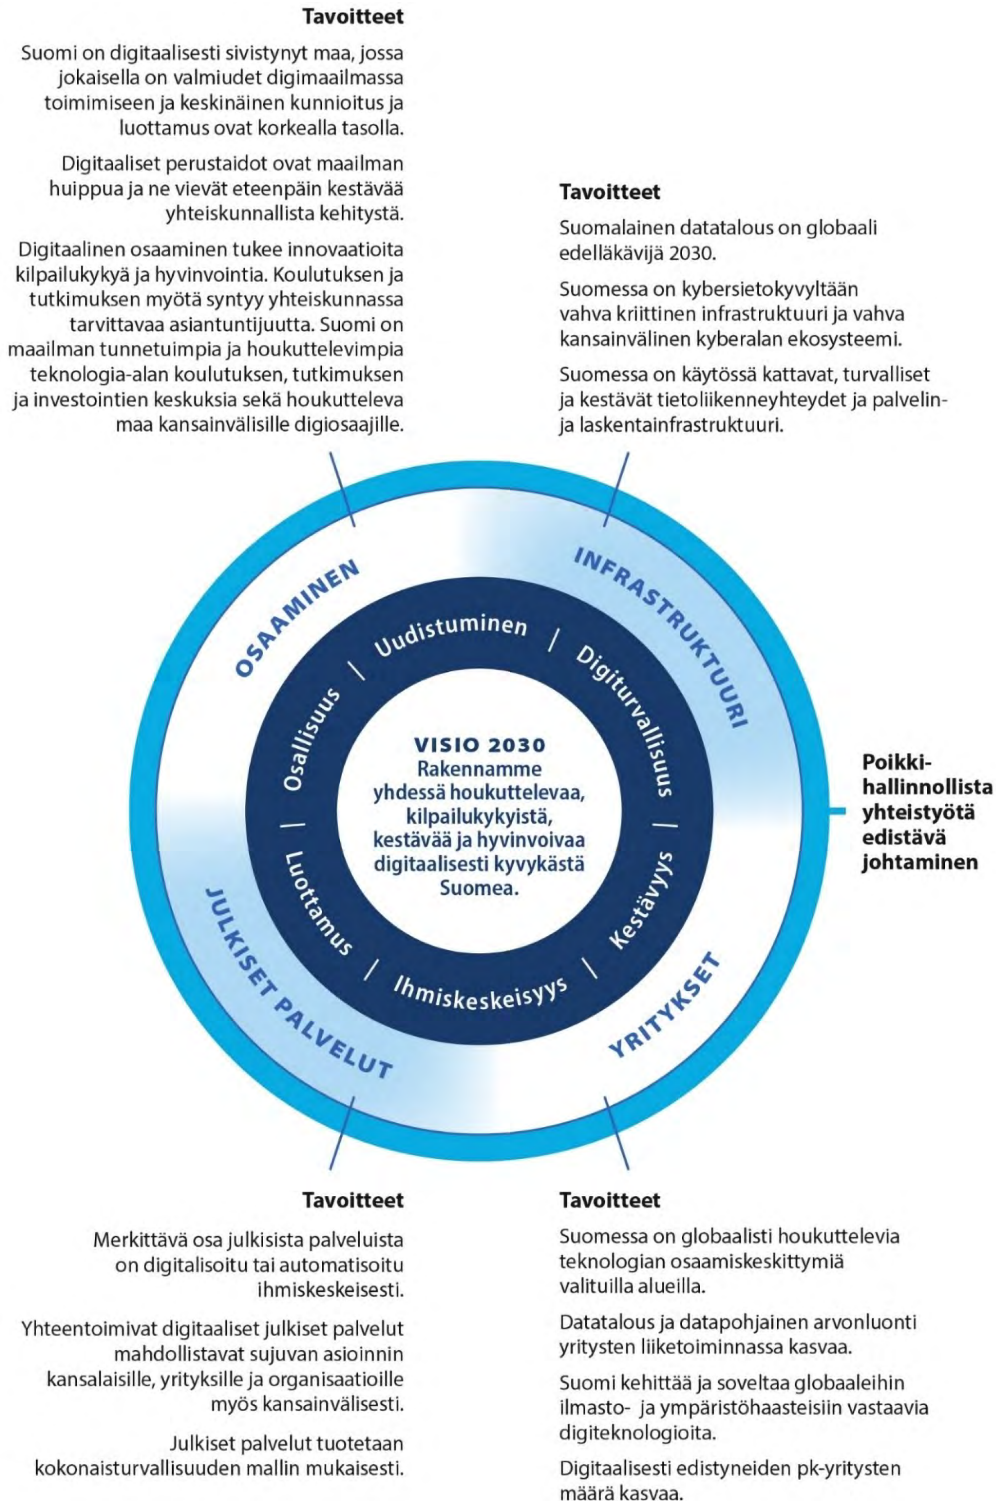 Tavoitteet
Suomi on digitaalisesti sivistynyt maa, jossa
jokaisella on valmiudet digimaailmassa
toimimiseen ja keskinäinen kunnioitus ja
luottamus ovat korkealla tasolla.
Digitaaliset perustaidot ovat maailman
huippua ja ne vievät eteenpäin kestävää
yhteiskunnallista kehitystä.
Digitaalinen osaaminen tukee innovaatioita
kilpailukykyä ja hyvinvointia. Koulutuksen ja
tutkimuksen myötä syntyy yhteiskunnassa
tarvittavaa asiantuntijuutta. Suomi on
maailman tunnetuimpia ja houkuttelevimpia
teknologia-alan koulutuksen, tutkimuksen
ja investointien keskuksia sekä houkutteleva
maa kansainvälisille digiosaajille.
Tavoitteet
Suomalainen datatalous on globaali
edelläkävijä 2030.
Suomessa on kybersietokyvyltään
vahva kriittinen infrastruktuuri ja vahva
kansainvälinen kyberalan ekosysteemi.
Suomessa on käytössä kattavat, turvalliset
ja kestävät tietoliikenneyhteydet ja palvelin-
ja laskentainfrastruktuuri.
OSAAMINEN
INFRASTRUKTUURI
Osallisuus | Uudistuminen | Digiturvallisuus |
VISIO 2030
Rakennamme
yhdessä houkuttelevaa,
kilpailukykyistä,
kestävää ja hyvinvoivaa
digitaalisesti kyvykästä
Suomea.
Poikki-
hallinnollista
yhteistyötä
edistävä
johtaminen
| Luottamus | Ihmiskeskeisyys | Kestävyys
JULKISET PALVELUT
YRITYKSET
Tavoitteet
Merkittävä osa julkisista palveluista
on digitalisoitu tai automatisoitu
ihmiskeskeisesti.
Yhteentoimivat digitaaliset julkiset palvelut
mahdollistavat sujuvan asioinnin
kansalaisille, yrityksille ja organisaatioille
myös kansainvälisesti.
Julkiset palvelut tuotetaan
kokonaisturvallisuuden mallin mukaisesti.
Tavoitteet
Suomessa on globaalisti houkuttelevia
teknologian osaamiskeskittymiä
valituilla alueilla.
Datatalous ja datapohjainen arvonluonti
yritysten liiketoiminnassa kasvaa.
Suomi kehittää ja soveltaa globaaleihin
ilmasto- ja ympäristöhaasteisiin vastaavia
digiteknologioita.
Digitaalisesti edistyneiden pk-yritysten
määrä kasvaa.